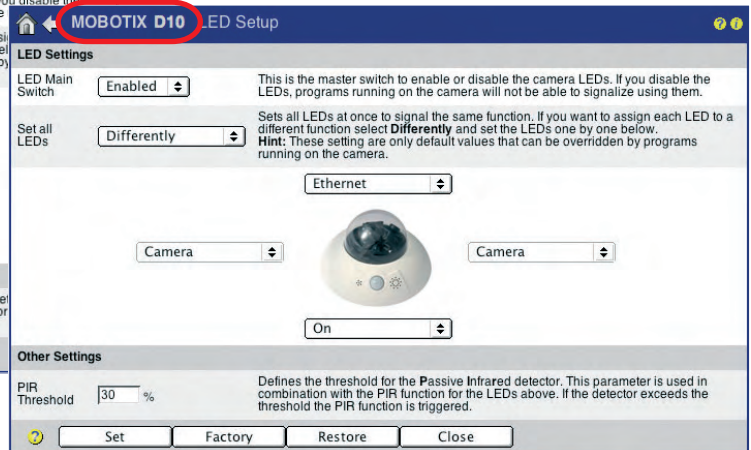 you disable the
MOBOTIX D10 LED Setup
LED Settings
LED Main
Switch
Enabled
This is the master switch to enable or disable the camera LEDs. If you disable the
LEDs, programs running on the camera will not be able to signalize using them.
Set all
LEDs
Differently
Sets all LEDs at once to signal the same function. If you want to assign each LED to a
different function select Differently and set the LEDs one by one below.
Hint: These setting are only default values that can be overridden by programs
running on the camera.
Ethernet
Camera
Camera
On
Other Settings
PIR
Threshold
30 %
Defines the threshold for the Passive Infrared detector. This parameter is used in
combination with the PIR function for the LEDs above. If the detector exceeds the
threshold the PIR function is triggered.
Set
Factory
Restore
Close